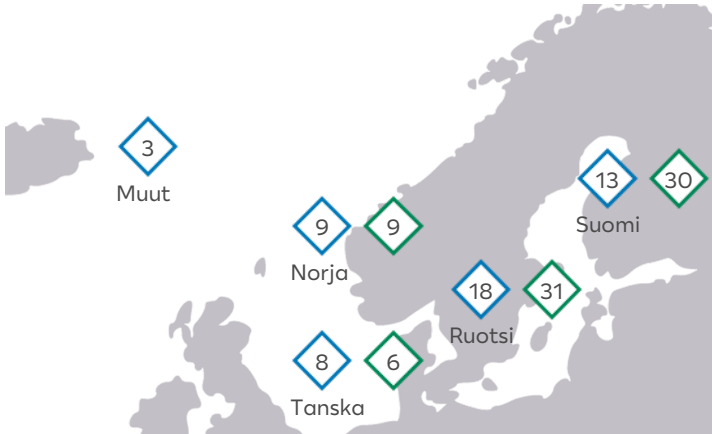 3
Muut
13 30
Suomi
9 9
Norja
18 31
Ruotsi
8 6
Tanska